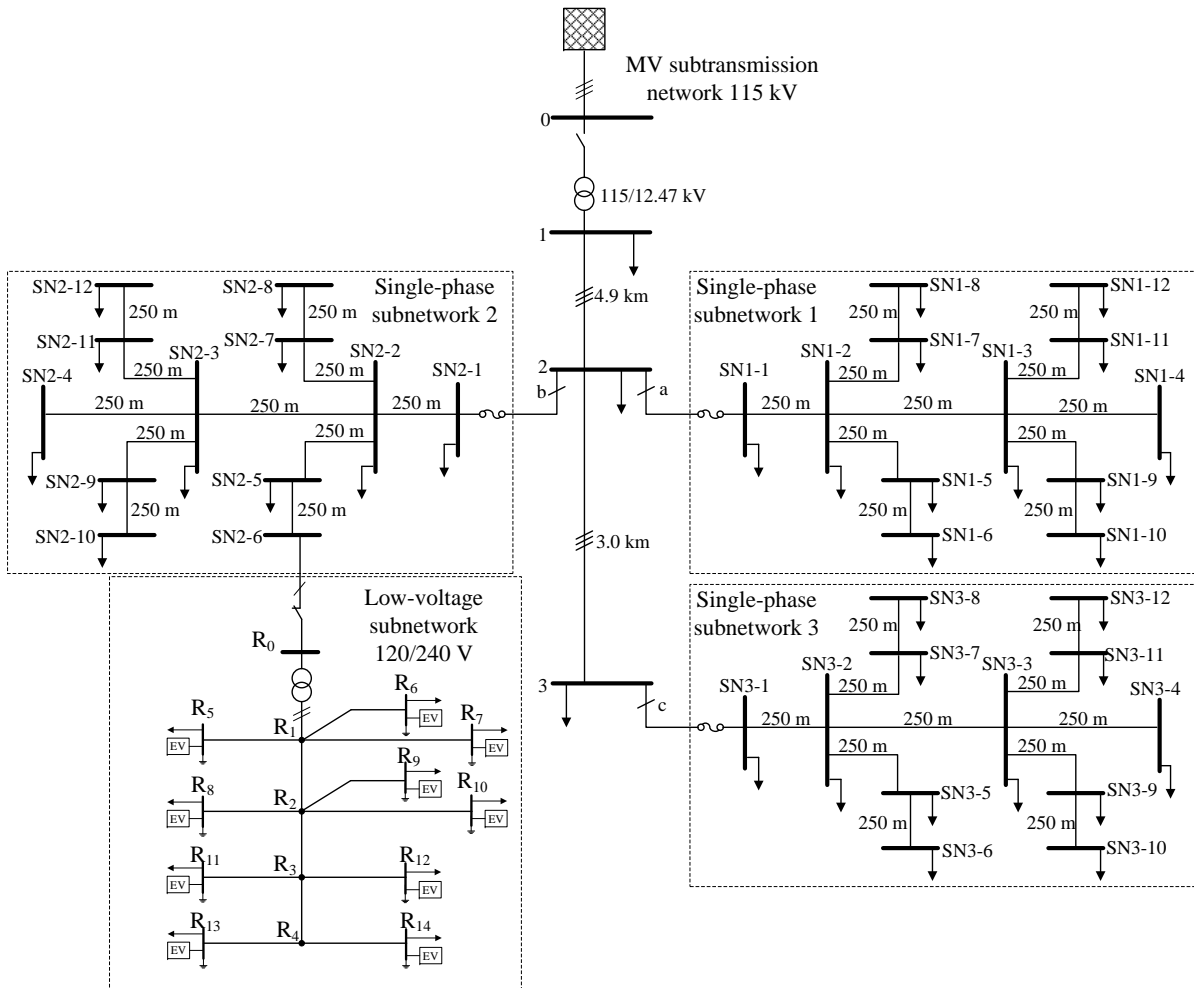 MV subtransmission
network 115 kV
0
115/12.47 kV
1
4.9 km
2
b
a
3.0 km
3
c
Single-phase
subnetwork 2
SN2-12
SN2-8
250 m
250 m
SN2-11
SN2-7
SN2-3
SN2-2
SN2-1
SN2-4
250 m
250 m
250 m
250 m
250 m
250 m
250 m
SN2-9
SN2-5
250 m
250 m
SN2-10
SN2-6
Single-phase
subnetwork 1
SN1-8
SN1-12
250 m
250 m
SN1-7
SN1-11
SN1-2
SN1-3
SN1-1
SN1-4
250 m
250 m
250 m
250 m
250 m
250 m
250 m
SN1-5
SN1-9
250 m
250 m
SN1-6
SN1-10
Single-phase
subnetwork 3
SN3-8
SN3-12
250 m
250 m
SN3-7
SN3-11
SN3-2
SN3-3
SN3-1
SN3-4
250 m
250 m
250 m
250 m
250 m
250 m
250 m
SN3-5
SN3-9
250 m
250 m
SN3-6
SN3-10
Low-voltage
subnetwork
120/240 V
R0
R6
EV
R5
R1
R7
EV
EV
R9
EV
R8
R2
R10
EV
EV
R11
R3
R12
EV
EV
R13
R4
R14
EV
EV